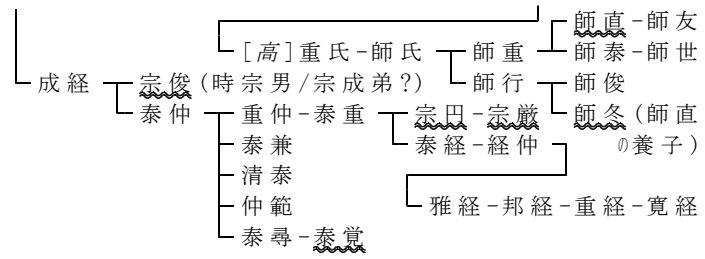 師直-師友
[高]重氏-師氏 師重 師泰-師世
成経 宗俊(時宗男/宗成弟?) 師行 師俊
泰仲 重仲-泰重 宗円-宗厳 師冬(師直
泰兼 泰経-経仲 の養子)
清泰
仲範 雅経-邦経-重経-寛経
泰尋-泰覚